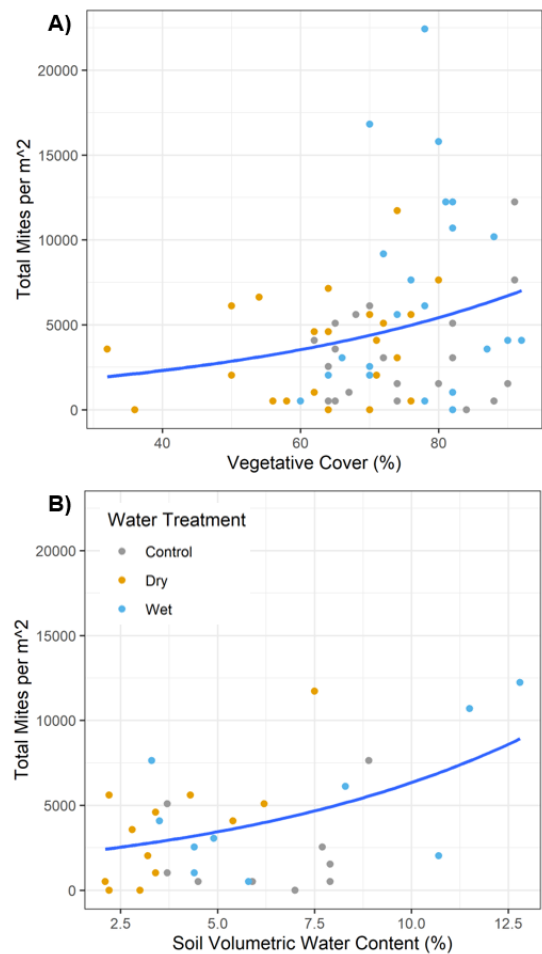 A)
Total Mites per m^2
20000
15000
10000
5000
0
40
60
80
Vegetative Cover (%)
B)
Total Mites per m^2
20000
15000
10000
5000
0
Water Treatment
Control
Dry
Wet
2.5
5.0
7.5
10.0
12.5
Soil Volumetric Water Content (%)